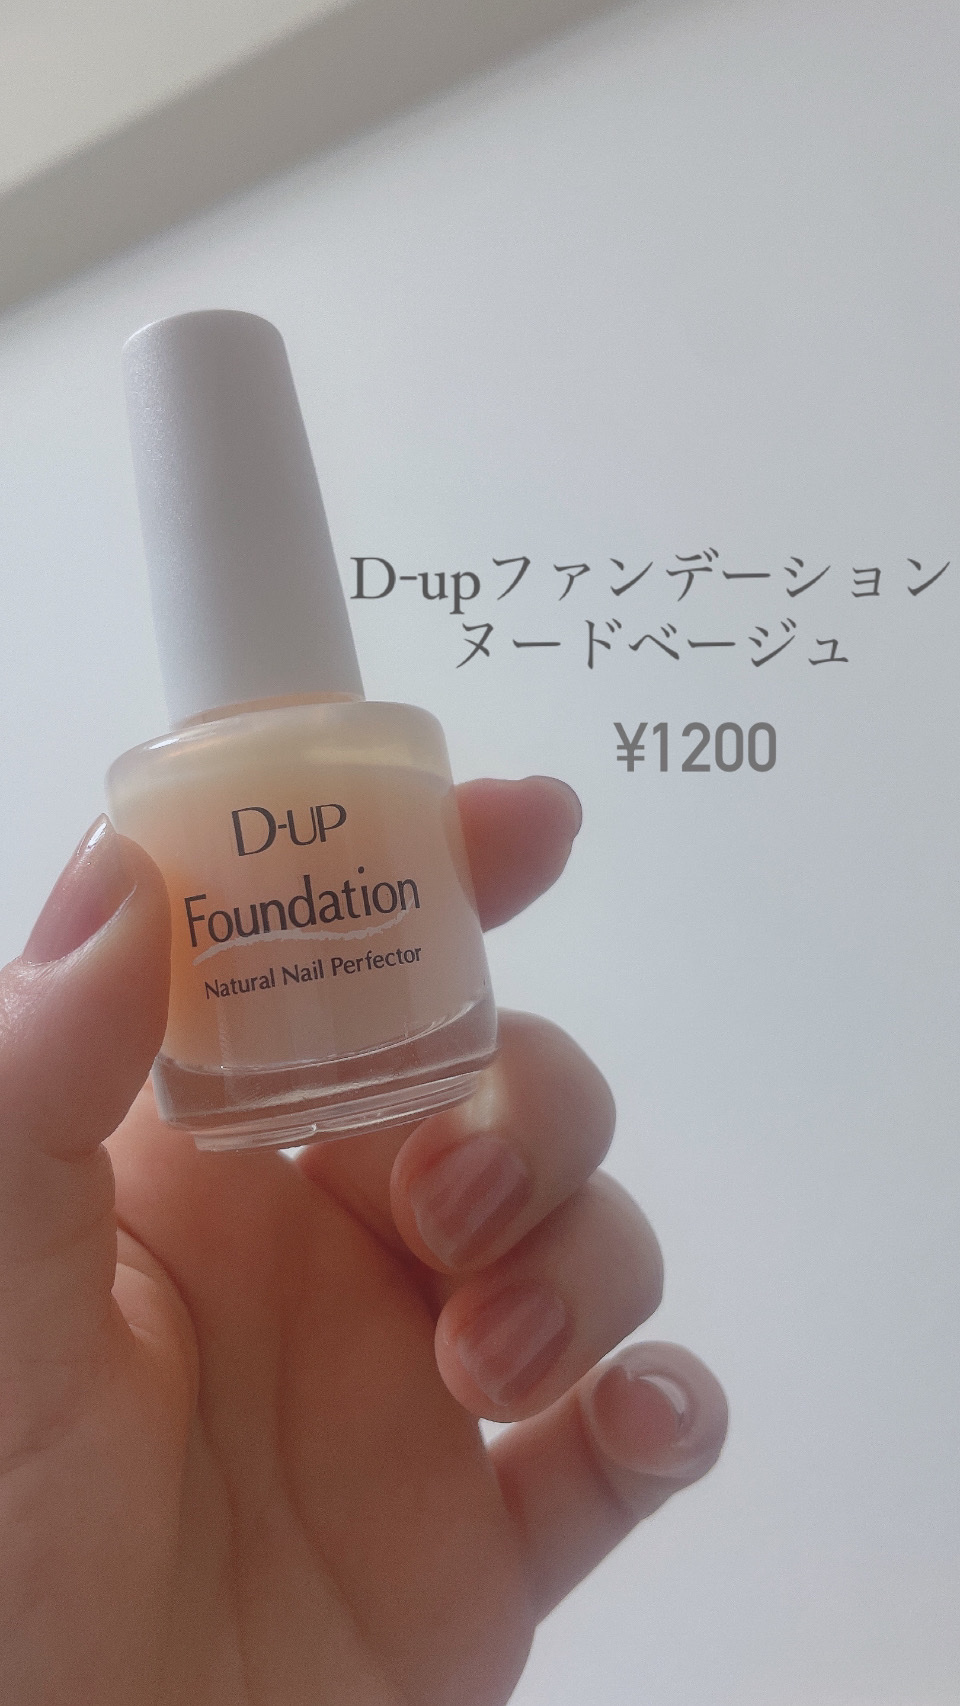 D-upファンデーション
ヌードベージュ
¥1200
D-UP
Foundation
Natural Nail Perfector